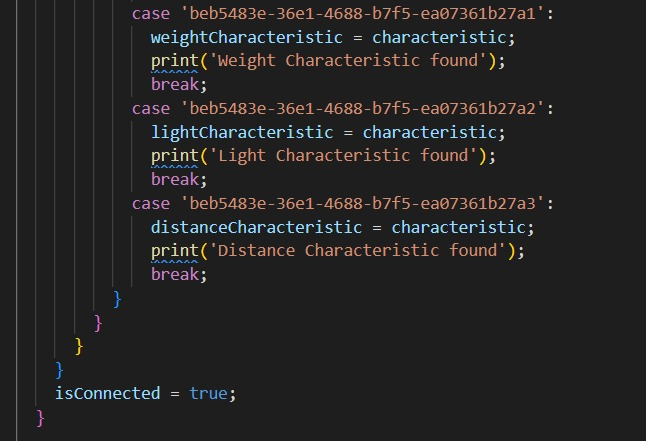 case 'beb5483e-36e1-4688-b7f5-ea07361b27a1':
weightCharacteristic = characteristic;
print('Weight Characteristic found');
break;
case 'beb5483e-36e1-4688-b7f5-ea07361b27a2':
lightCharacteristic = characteristic;
print('Light Characteristic found');
break;
case 'beb5483e-36e1-4688-b7f5-ea07361b27a3':
distanceCharacteristic = characteristic;
print('Distance Characteristic found');
break;
}
}
}
}
isConnected = true;
}